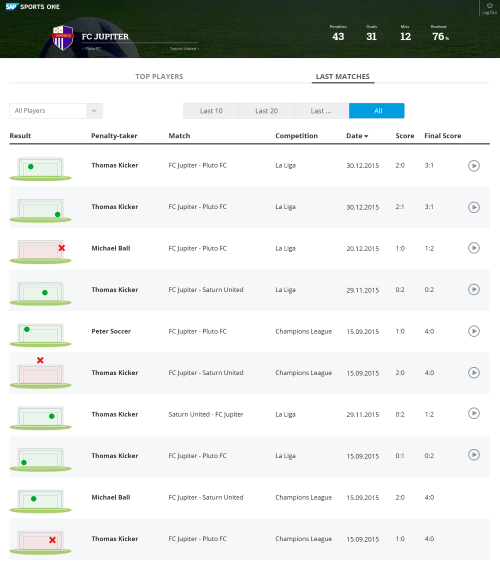 SAP SPORTS ONE
Log Out
FC JUPITER
‹ Pluto FC Saturn United ›
Penalties Goals Miss Realized
43 31 12 76 %
TOP PLAYERS LAST MATCHES
All Players Last 10 Last 20 Last ... All
Result Penalty-taker Match Competition Date Score Final Score
Thomas Kicker FC Jupiter - Pluto FC La Liga 30.12.2015 2:0 3:1
Thomas Kicker FC Jupiter - Pluto FC La Liga 30.12.2015 2:1 3:1
Michael Ball FC Jupiter - Pluto FC La Liga 20.12.2015 1:0 1:2
Thomas Kicker FC Jupiter - Saturn United La Liga 29.11.2015 0:2 0:2
Peter Soccer FC Jupiter - Pluto FC Champions League 15.09.2015 1:0 4:0
Thomas Kicker FC Jupiter - Saturn United Champions League 15.09.2015 2:0 4:0
Thomas Kicker Saturn United - FC Jupiter La Liga 29.11.2015 0:2 1:2
Thomas Kicker FC Jupiter - Pluto FC La Liga 15.09.2015 0:1 0:2
Michael Ball FC Jupiter - Saturn United Champions League 15.09.2015 2:0 4:0
Thomas Kicker FC Jupiter - Pluto FC Champions League 15.09.2015 1:0 4:0